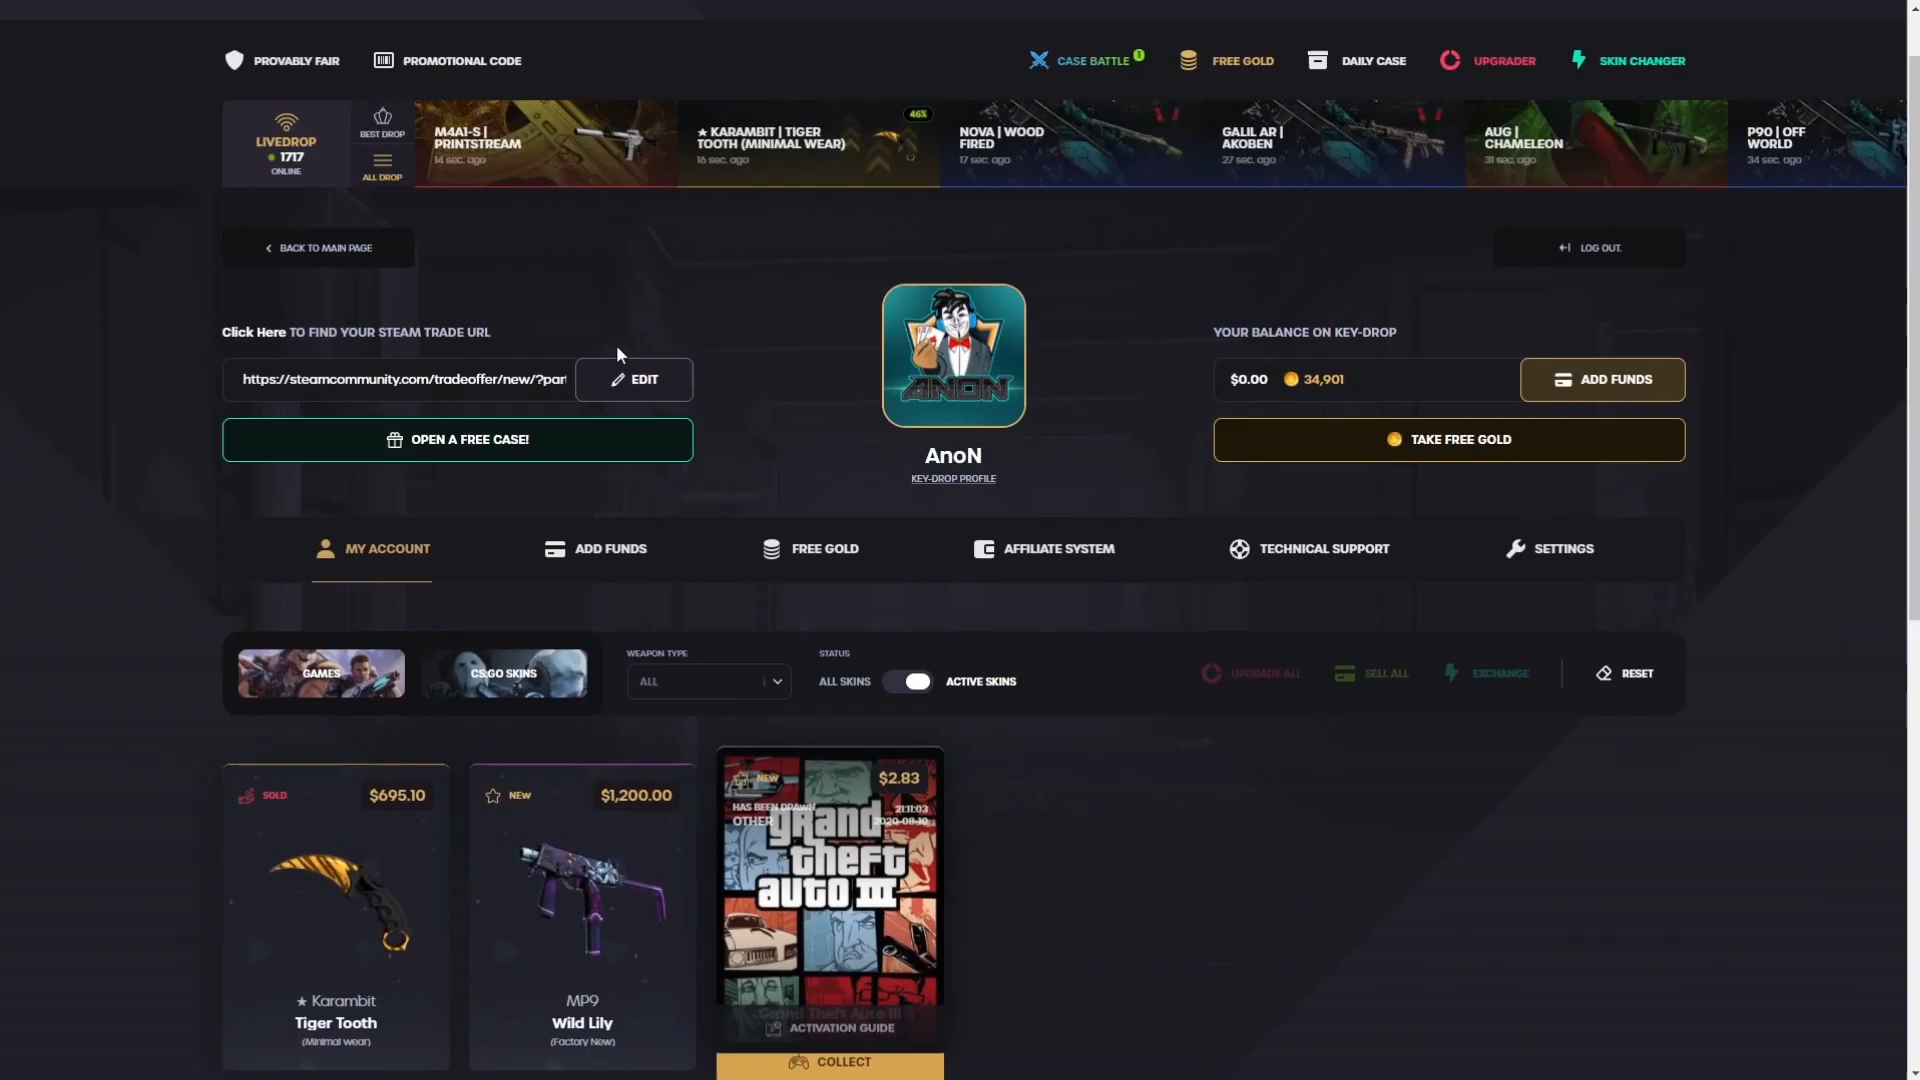 PROVABLY FAIR
PROMOTIONAL CODE
CASE BATTLE 1
FREE GOLD
DAILY CASE
UPGRADER
SKIN CHANGER
LIVEDROP
1717
ONLINE
BEST DROP
ALL DROP
M4A1-S |
PRINTSTREAM
14 sec. ago
★ KARAMBIT | TIGER
TOOTH (MINIMAL WEAR)
16 sec. ago
46%
NOVA | WOOD
FIRED
17 sec. ago
GALIL AR |
AKOBEN
27 sec. ago
AUG |
CHAMELEON
31 sec. ago
P90 | OFF
WORLD
34 sec. ago
BACK TO MAIN PAGE
LOG OUT.
Click Here TO FIND YOUR STEAM TRADE URL
https://steamcommunity.com/tradeoffer/new/?par
EDIT
OPEN A FREE CASE!
ANON
AnoN
KEY-DROP PROFILE
YOUR BALANCE ON KEY-DROP
$0.00 34,901
ADD FUNDS
TAKE FREE GOLD
MY ACCOUNT
ADD FUNDS
FREE GOLD
AFFILIATE SYSTEM
TECHNICAL SUPPORT
SETTINGS
GAMES
CS:GO SKINS
WEAPON TYPE
ALL
STATUS
ALL SKINS
ACTIVE SKINS
UPGRADE ALL
SELL ALL
EXCHANGE
RESET
SOLD
$695.10
★ Karambit
Tiger Tooth
(Minimal wear)
NEW
$1,200.00
MP9
Wild Lily
(Factory New)
NEW
$2.83
HAS BEEN DRAWN
21:11:03
OTHER
2020-08-10
grand
theft
auto III
Grand Theft Auto III
ACTIVATION GUIDE
COLLECT